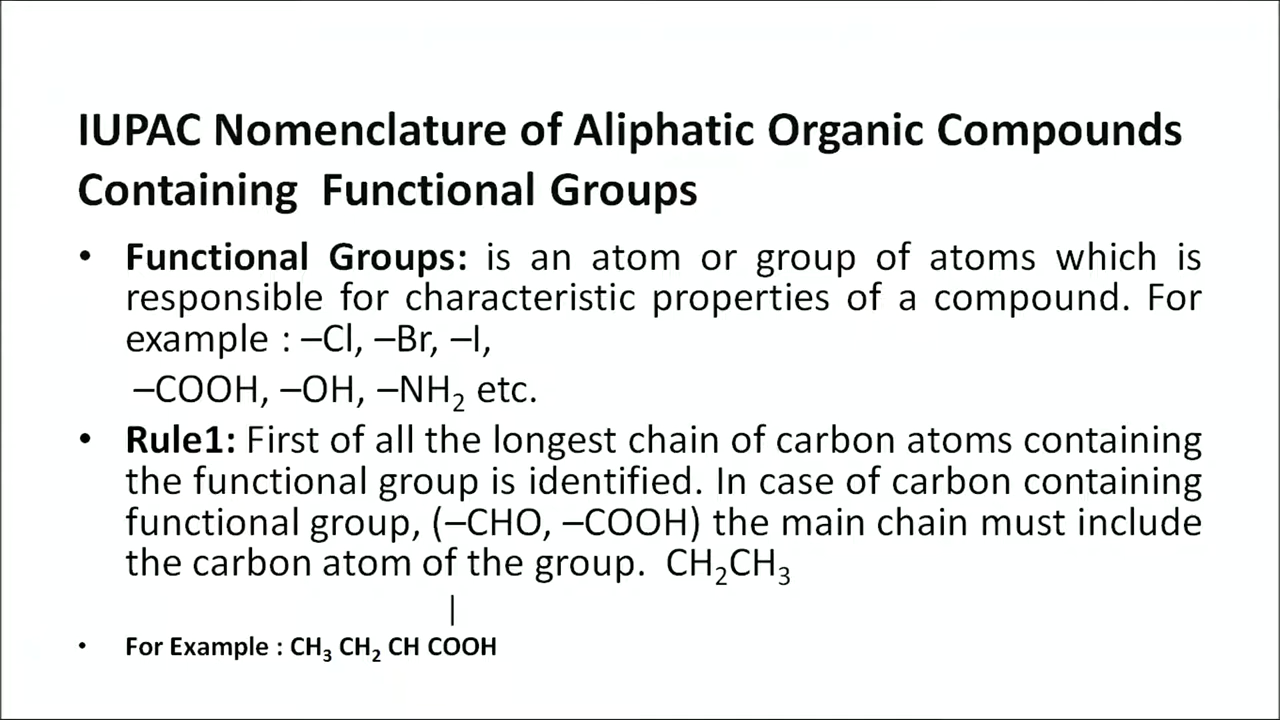 IUPAC Nomenclature of Aliphatic Organic Compounds
Containing Functional Groups
• Functional Groups: is an atom or group of atoms which is
responsible for characteristic properties of a compound. For
example : –Cl, –Br, –I,
–COOH, –OH, –NH₂ etc.
• Rule1: First of all the longest chain of carbon atoms containing
the functional group is identified. In case of carbon containing
functional group, (–CHO, –COOH) the main chain must include
the carbon atom of the group. CH₂CH₃
|
• For Example : CH₃ CH₂ CH COOH